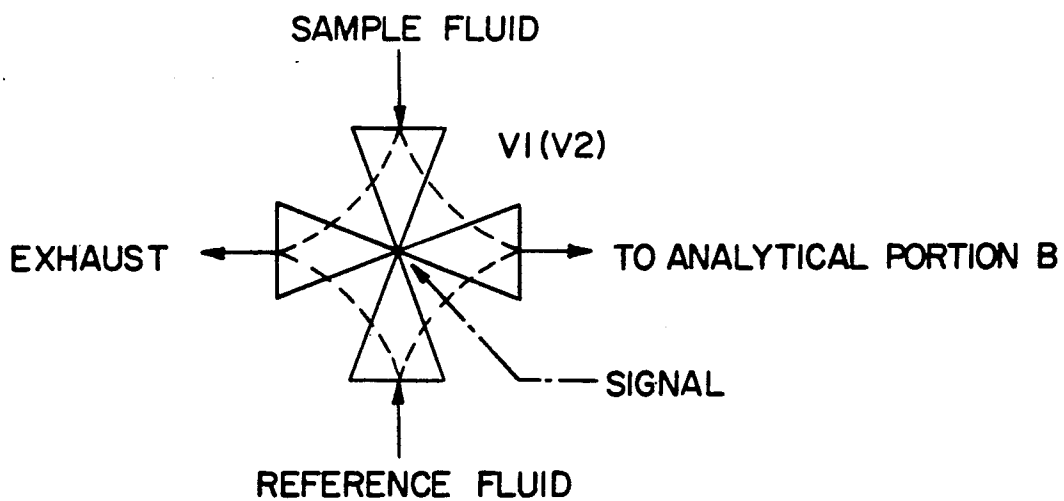 SAMPLE FLUID
V1(V2)
EXHAUST
TO ANALYTICAL PORTION B
SIGNAL
REFERENCE FLUID